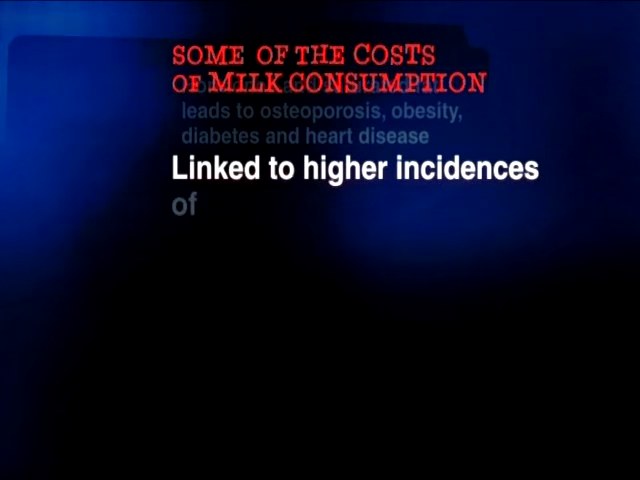 SOME OF THE COSTS
OF MILK CONSUMPTION
leads to osteoporosis, obesity,
diabetes and heart disease
Linked to higher incidences
of